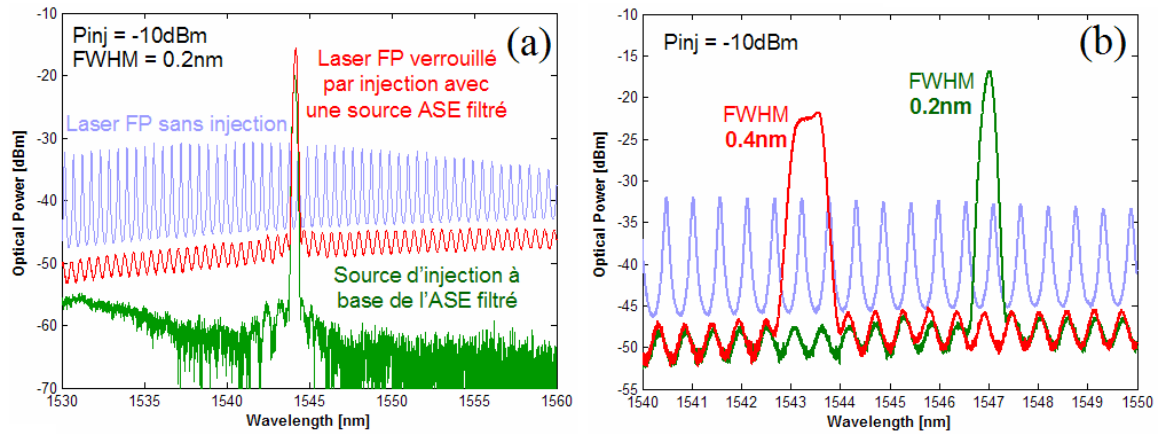 Pinj = -10dBm
FWHM = 0.2nm
(a)
Laser FP verrouillé
par injection avec
une source ASE filtré
Laser FP sans injection
Source d'injection à
base de l'ASE filtré
Optical Power [dBm]
-10
-20
-30
-40
-50
-60
-70
1530 1535 1540 1545 1550 1555 1560
Wavelength [nm]
Pinj = -10dBm
(b)
FWHM
0.2nm
FWHM
0.4nm
Optical Power [dBm]
-10
-15
-20
-25
-30
-35
-40
-45
-50
-55
1540 1541 1542 1543 1544 1545 1546 1547 1548 1549 1550
Wavelength [nm]